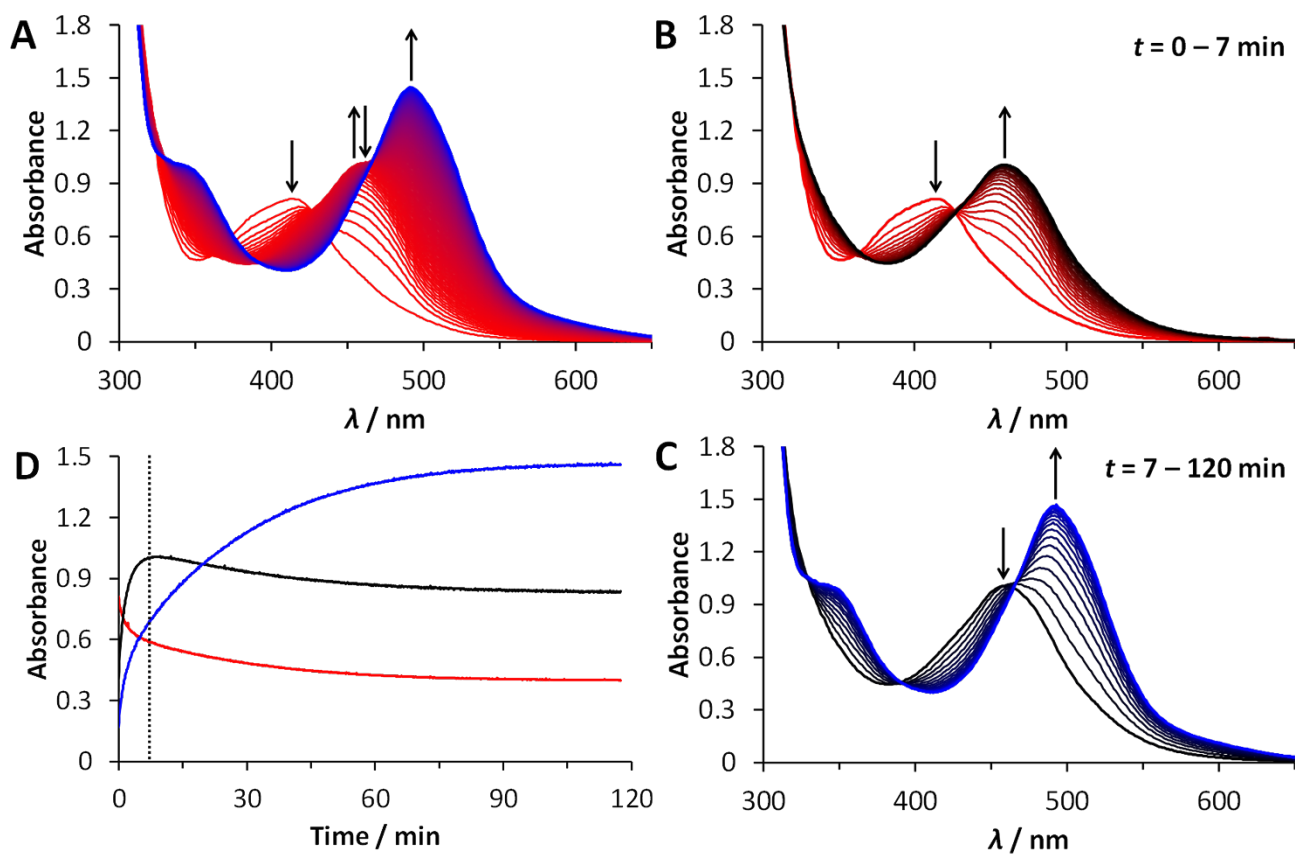 A
1.8
1.5
1.2
0.9
0.6
0.3
0
Absorbance
300 400 500 600
λ / nm
B
t = 0 – 7 min
1.8
1.5
1.2
0.9
0.6
0.3
0
Absorbance
300 400 500 600
λ / nm
D
1.5
1.2
0.9
0.6
0.3
0
Absorbance
0 30 60 90 120
Time / min
C
t = 7 – 120 min
1.8
1.5
1.2
0.9
0.6
0.3
0
Absorbance
300 400 500 600
λ / nm